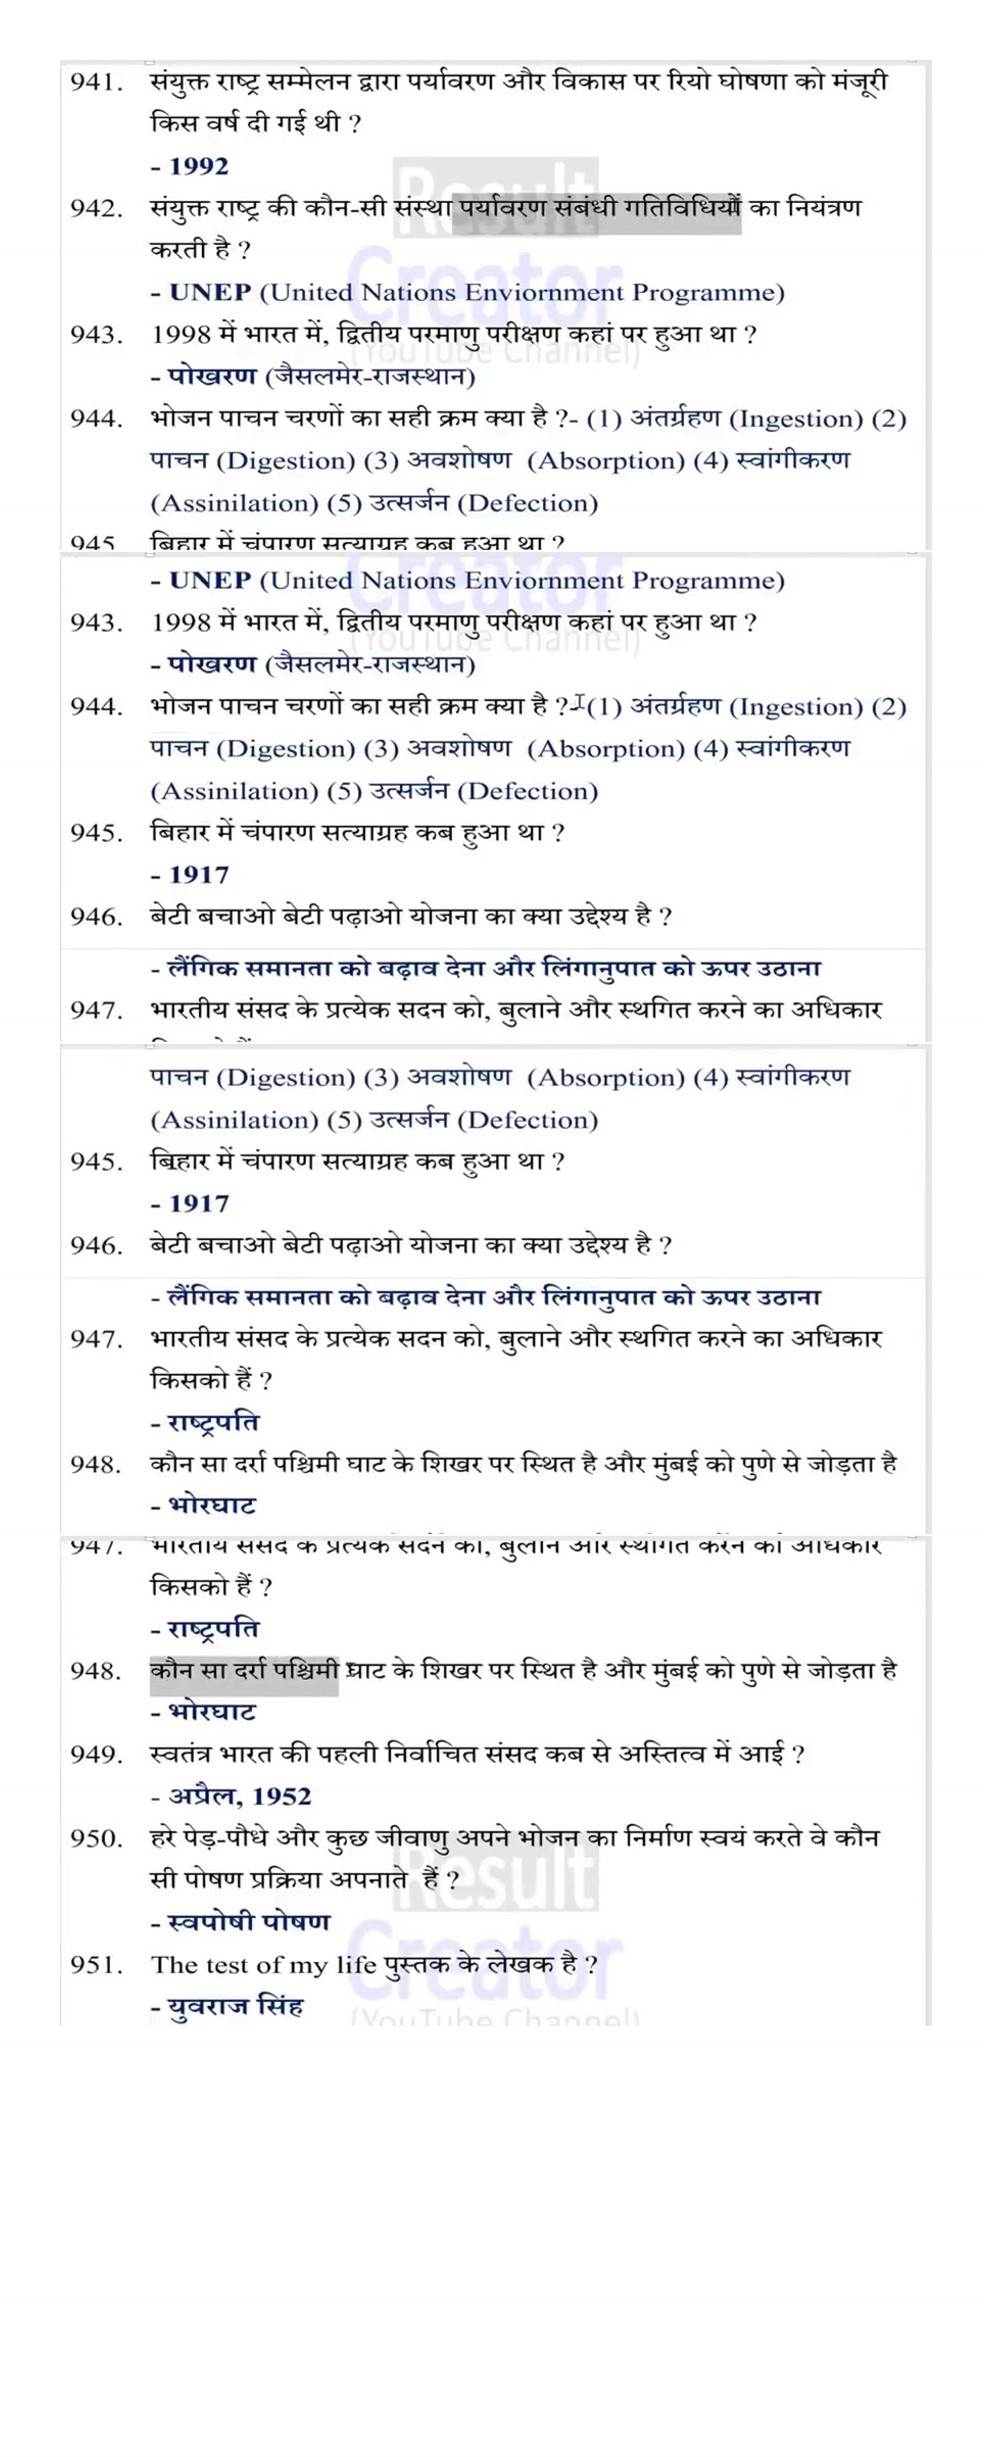 941. संयुक्त राष्ट्र सम्मेलन द्वारा पर्यावरण और विकास पर रियो घोषणा को मंजूरी
किस वर्ष दी गई थी ?
- 1992
Result
942. संयुक्त राष्ट्र की कौन-सी संस्था पर्यावरण संबंधी गतिविधियों का नियंत्रण
करती है ?
Creator
- UNEP (United Nations Enviornment Programme)
943. 1998 में भारत में, द्वितीय परमाणु परीक्षण कहां पर हुआ था ?
(YouTube Channel)
- पोखरण (जैसलमेर-राजस्थान)
944. भोजन पाचन चरणों का सही क्रम क्या है ?- (1) अंतर्ग्रहण (Ingestion) (2)
पाचन (Digestion) (3) अवशोषण (Absorption) (4) स्वांगीकरण
(Assinilation) (5) उत्सर्जन (Defection)
945 बिहार में चंपारण सत्याग्रह कब हुआ था ?
Creator
- UNEP (United Nations Enviornment Programme)
943. 1998 में भारत में, द्वितीय परमाणु परीक्षण कहां पर हुआ था ?
(YouTube Channel)
- पोखरण (जैसलमेर-राजस्थान)
944. भोजन पाचन चरणों का सही क्रम क्या है ?-(1) अंतर्ग्रहण (Ingestion) (2)
पाचन (Digestion) (3) अवशोषण (Absorption) (4) स्वांगीकरण
(Assinilation) (5) उत्सर्जन (Defection)
945. बिहार में चंपारण सत्याग्रह कब हुआ था ?
- 1917
946. बेटी बचाओ बेटी पढ़ाओ योजना का क्या उद्देश्य है ?
- लैंगिक समानता को बढ़ाव देना और लिंगानुपात को ऊपर उठाना
947. भारतीय संसद के प्रत्येक सदन को, बुलाने और स्थगित करने का अधिकार
पाचन (Digestion) (3) अवशोषण (Absorption) (4) स्वांगीकरण
(Assinilation) (5) उत्सर्जन (Defection)
945. बिहार में चंपारण सत्याग्रह कब हुआ था ?
- 1917
946. बेटी बचाओ बेटी पढ़ाओ योजना का क्या उद्देश्य है ?
- लैंगिक समानता को बढ़ाव देना और लिंगानुपात को ऊपर उठाना
947. भारतीय संसद के प्रत्येक सदन को, बुलाने और स्थगित करने का अधिकार
किसको हैं ?
- राष्ट्रपति
948. कौन सा दर्रा पश्चिमी घाट के शिखर पर स्थित है और मुंबई को पुणे से जोड़ता है
- भोरघाट
947. भारतीय संसद के प्रत्येक सदन को, बुलाने और स्थगित करने का अधिकार
किसको हैं ?
- राष्ट्रपति
948. कौन सा दर्रा पश्चिमी घाट के शिखर पर स्थित है और मुंबई को पुणे से जोड़ता है
- भोरघाट
949. स्वतंत्र भारत की पहली निर्वाचित संसद कब से अस्तित्व में आई ?
- अप्रैल, 1952
950. हरे पेड़-पौधे और कुछ जीवाणु अपने भोजन का निर्माण स्वयं करते वे कौन
सी पोषण प्रक्रिया अपनाते हैं ?
Result
- स्वपोषी पोषण
Creator
951. The test of my life पुस्तक के लेखक है ?
- युवराज सिंह
(YouTube Channel)